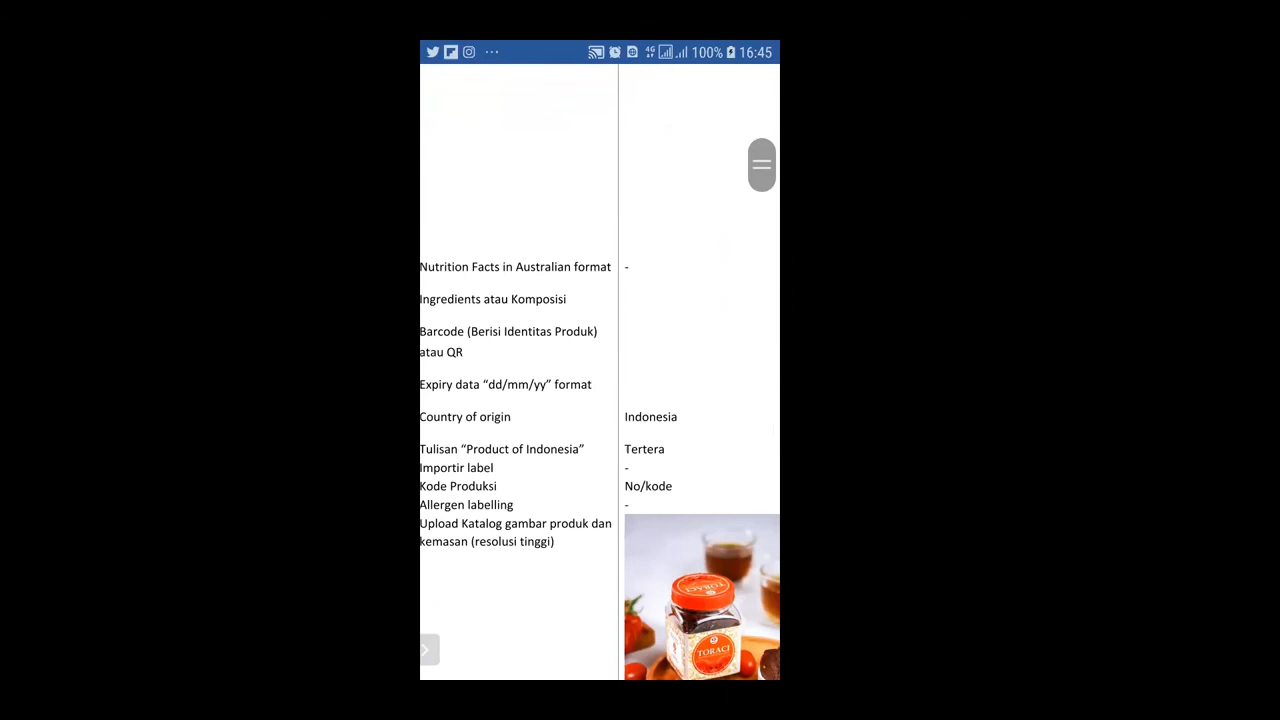 100% 16:45
Nutrition Facts in Australian format -
Ingredients atau Komposisi
Barcode (Berisi Identitas Produk)
atau QR
Expiry data “dd/mm/yy” format
Country of origin Indonesia
Tulisan “Product of Indonesia” Tertera
Importir label -
Kode Produksi No/kode
Allergen labelling -
Upload Katalog gambar produk dan
kemasan (resolusi tinggi)
TORACI
TORACI